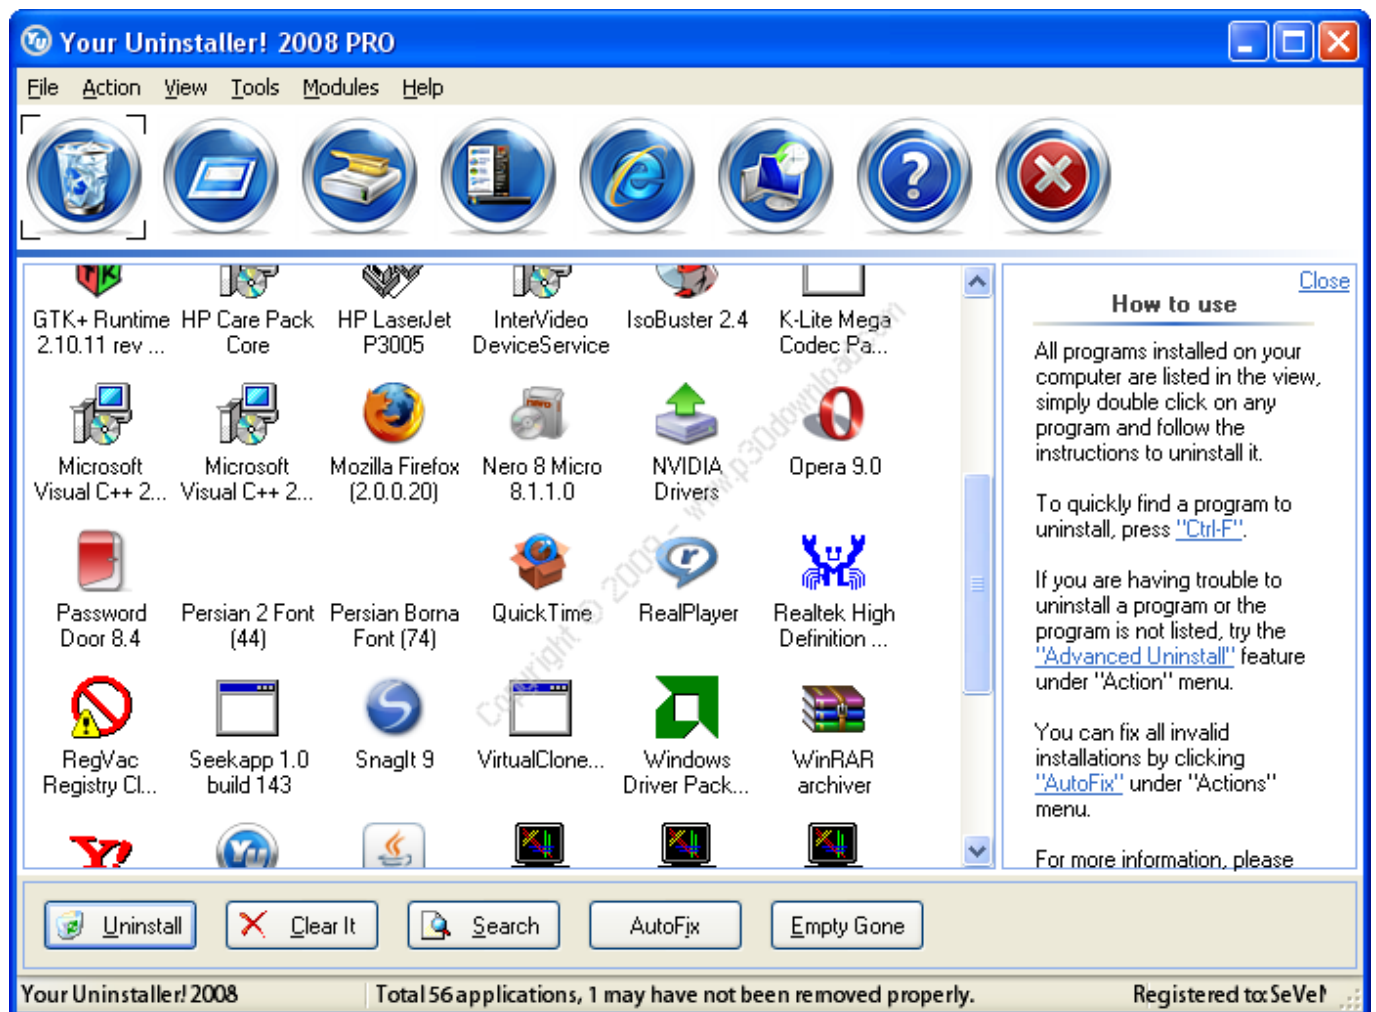 Your Uninstaller! 2008 PRO
File Action View Tools Modules Help
Close
How to use
GTK+ Runtime 2.10.11 rev ...
HP Care Pack Core
HP LaserJet P3005
InterVideo DeviceService
IsoBuster 2.4
K-Lite Mega Codec Pa...
Microsoft Visual C++ 2...
Microsoft Visual C++ 2...
Mozilla Firefox (2.0.0.20)
Nero 8 Micro 8.1.1.0
NVIDIA Drivers
Opera 9.0
Password Door 8.4
Persian 2 Font (44)
Persian Borna Font (74)
QuickTime
RealPlayer
Realtek High Definition ...
RegVac Registry Cl...
Seekapp 1.0 build 143
SnagIt 9
VirtualClone...
Windows Driver Pack...
WinRAR archiver
Copyright © 2009 - www.p30download.com
All programs installed on your
computer are listed in the view,
simply double click on any
program and follow the
instructions to uninstall it.
To quickly find a program to
uninstall, press "Ctrl-F".
If you are having trouble to
uninstall a program or the
program is not listed, try the
"Advanced Uninstall" feature
under "Action" menu.
You can fix all invalid
installations by clicking
"AutoFix" under "Actions"
menu.
For more information, please
Uninstall Clear It Search AutoFix Empty Gone
Your Uninstaller! 2008 Total 56 applications, 1 may have not been removed properly. Registered to: SeVeN